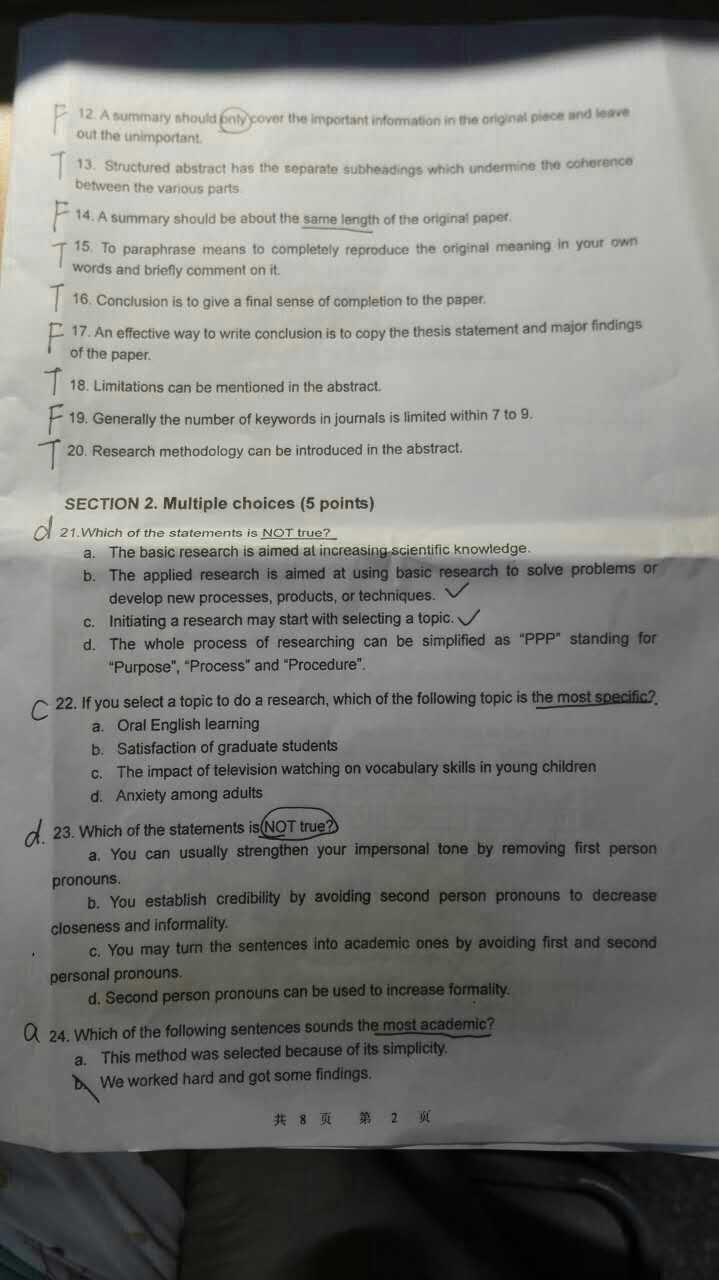 F 12. A summary should only cover the important information in the original piece and leave
out the unimportant.
T 13. Structured abstract has the separate subheadings which undermine the coherence
between the various parts.
F 14. A summary should be about the same length of the original paper.
T 15. To paraphrase means to completely reproduce the original meaning in your own
words and briefly comment on it.
T 16. Conclusion is to give a final sense of completion to the paper.
F 17. An effective way to write conclusion is to copy the thesis statement and major findings
of the paper.
T 18. Limitations can be mentioned in the abstract.
F 19. Generally the number of keywords in journals is limited within 7 to 9.
T 20. Research methodology can be introduced in the abstract.
SECTION 2. Multiple choices (5 points)
d 21.Which of the statements is NOT true?
a. The basic research is aimed at increasing scientific knowledge.
b. The applied research is aimed at using basic research to solve problems or
develop new processes, products, or techniques. ✓
c. Initiating a research may start with selecting a topic. ✓
d. The whole process of researching can be simplified as “PPP” standing for
“Purpose”, “Process” and “Procedure”.
C 22. If you select a topic to do a research, which of the following topic is the most specific?
a. Oral English learning
b. Satisfaction of graduate students
c. The impact of television watching on vocabulary skills in young children
d. Anxiety among adults
d. 23. Which of the statements is NOT true?
a. You can usually strengthen your impersonal tone by removing first person
pronouns.
b. You establish credibility by avoiding second person pronouns to decrease
closeness and informality.
c. You may turn the sentences into academic ones by avoiding first and second
personal pronouns.
d. Second person pronouns can be used to increase formality.
a 24. Which of the following sentences sounds the most academic?
a. This method was selected because of its simplicity.
b. We worked hard and got some findings.
共 8 页 第 2 页